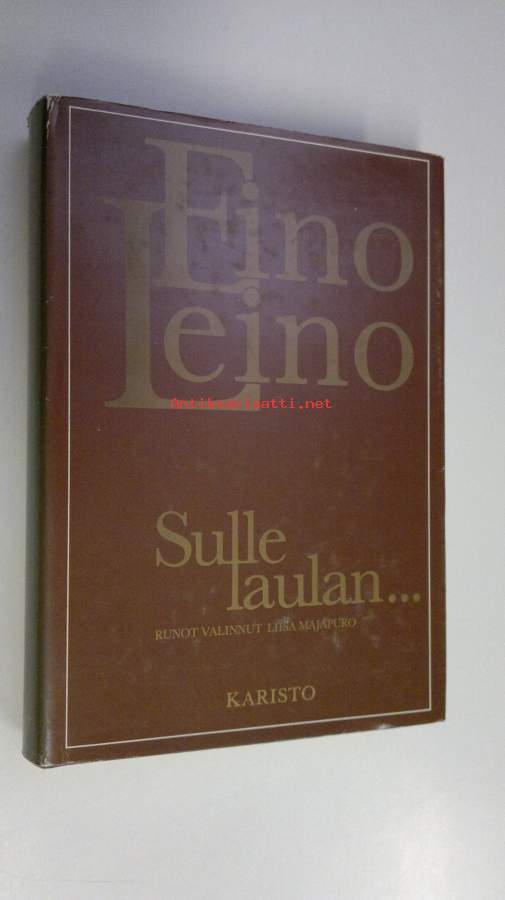 Eino
Leino
Antikvariaatti.net
Sulle
laulan...
RUNOT VALINNUT LIISA MAJAPURO
KARISTO